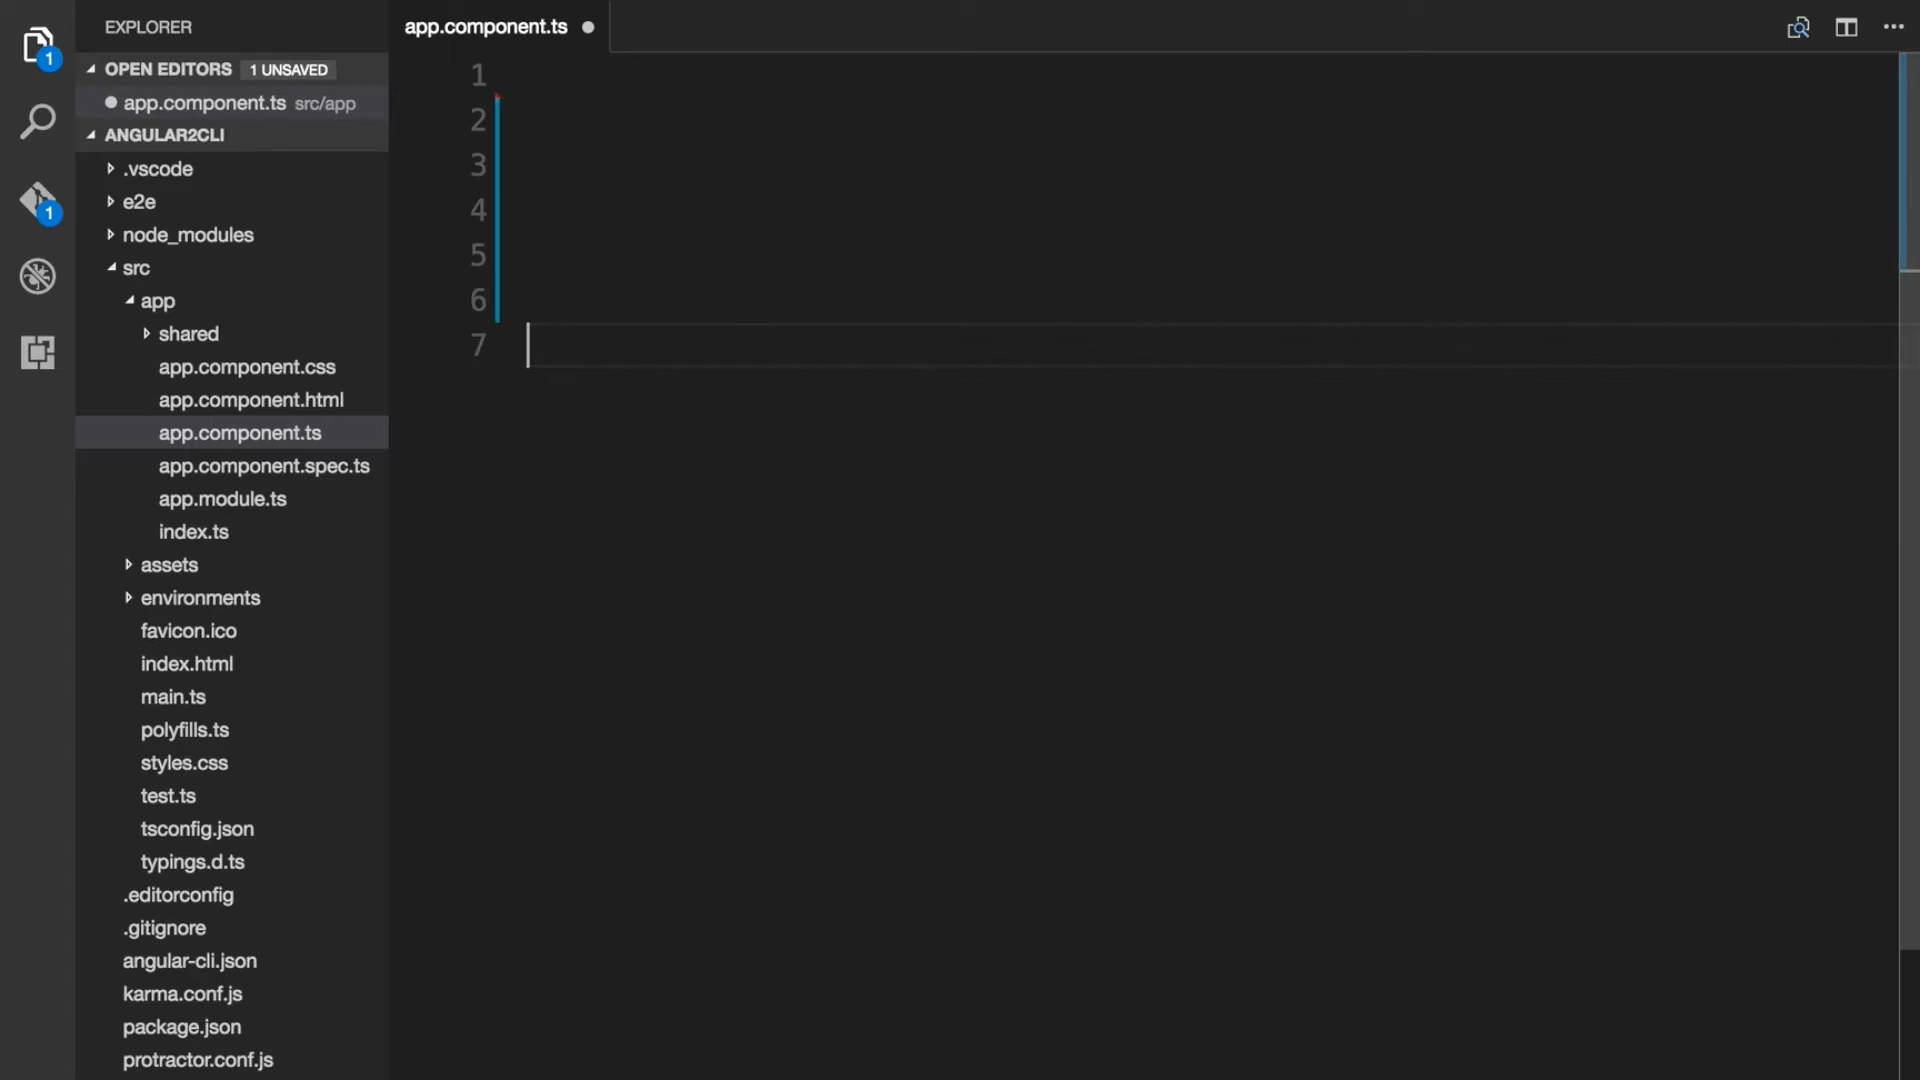 EXPLORER
app.component.ts
1
OPEN EDITORS 1 UNSAVED
app.component.ts src/app
ANGULAR2CLI
.vscode
e2e
1
node_modules
src
app
shared
app.component.css
app.component.html
app.component.ts
app.component.spec.ts
app.module.ts
index.ts
assets
environments
favicon.ico
index.html
main.ts
polyfills.ts
styles.css
test.ts
tsconfig.json
typings.d.ts
.editorconfig
.gitignore
angular-cli.json
karma.conf.js
package.json
protractor.conf.js
1
2
3
4
5
6
7